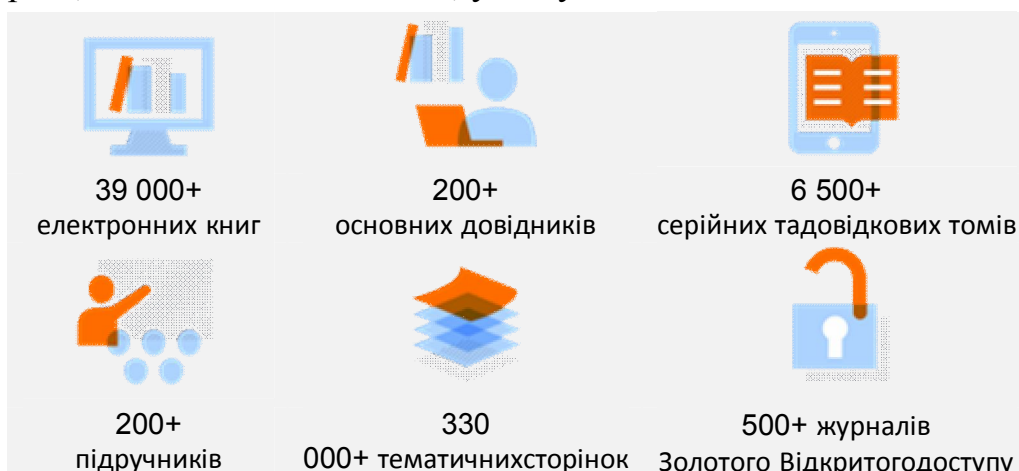 39 000+
електронних книг
200+
основних довідників
6 500+
серійних тадовідкових томів
200+
підручників
330
000+ тематичнихсторінок
500+ журналів
Золотого Відкритогодоступу